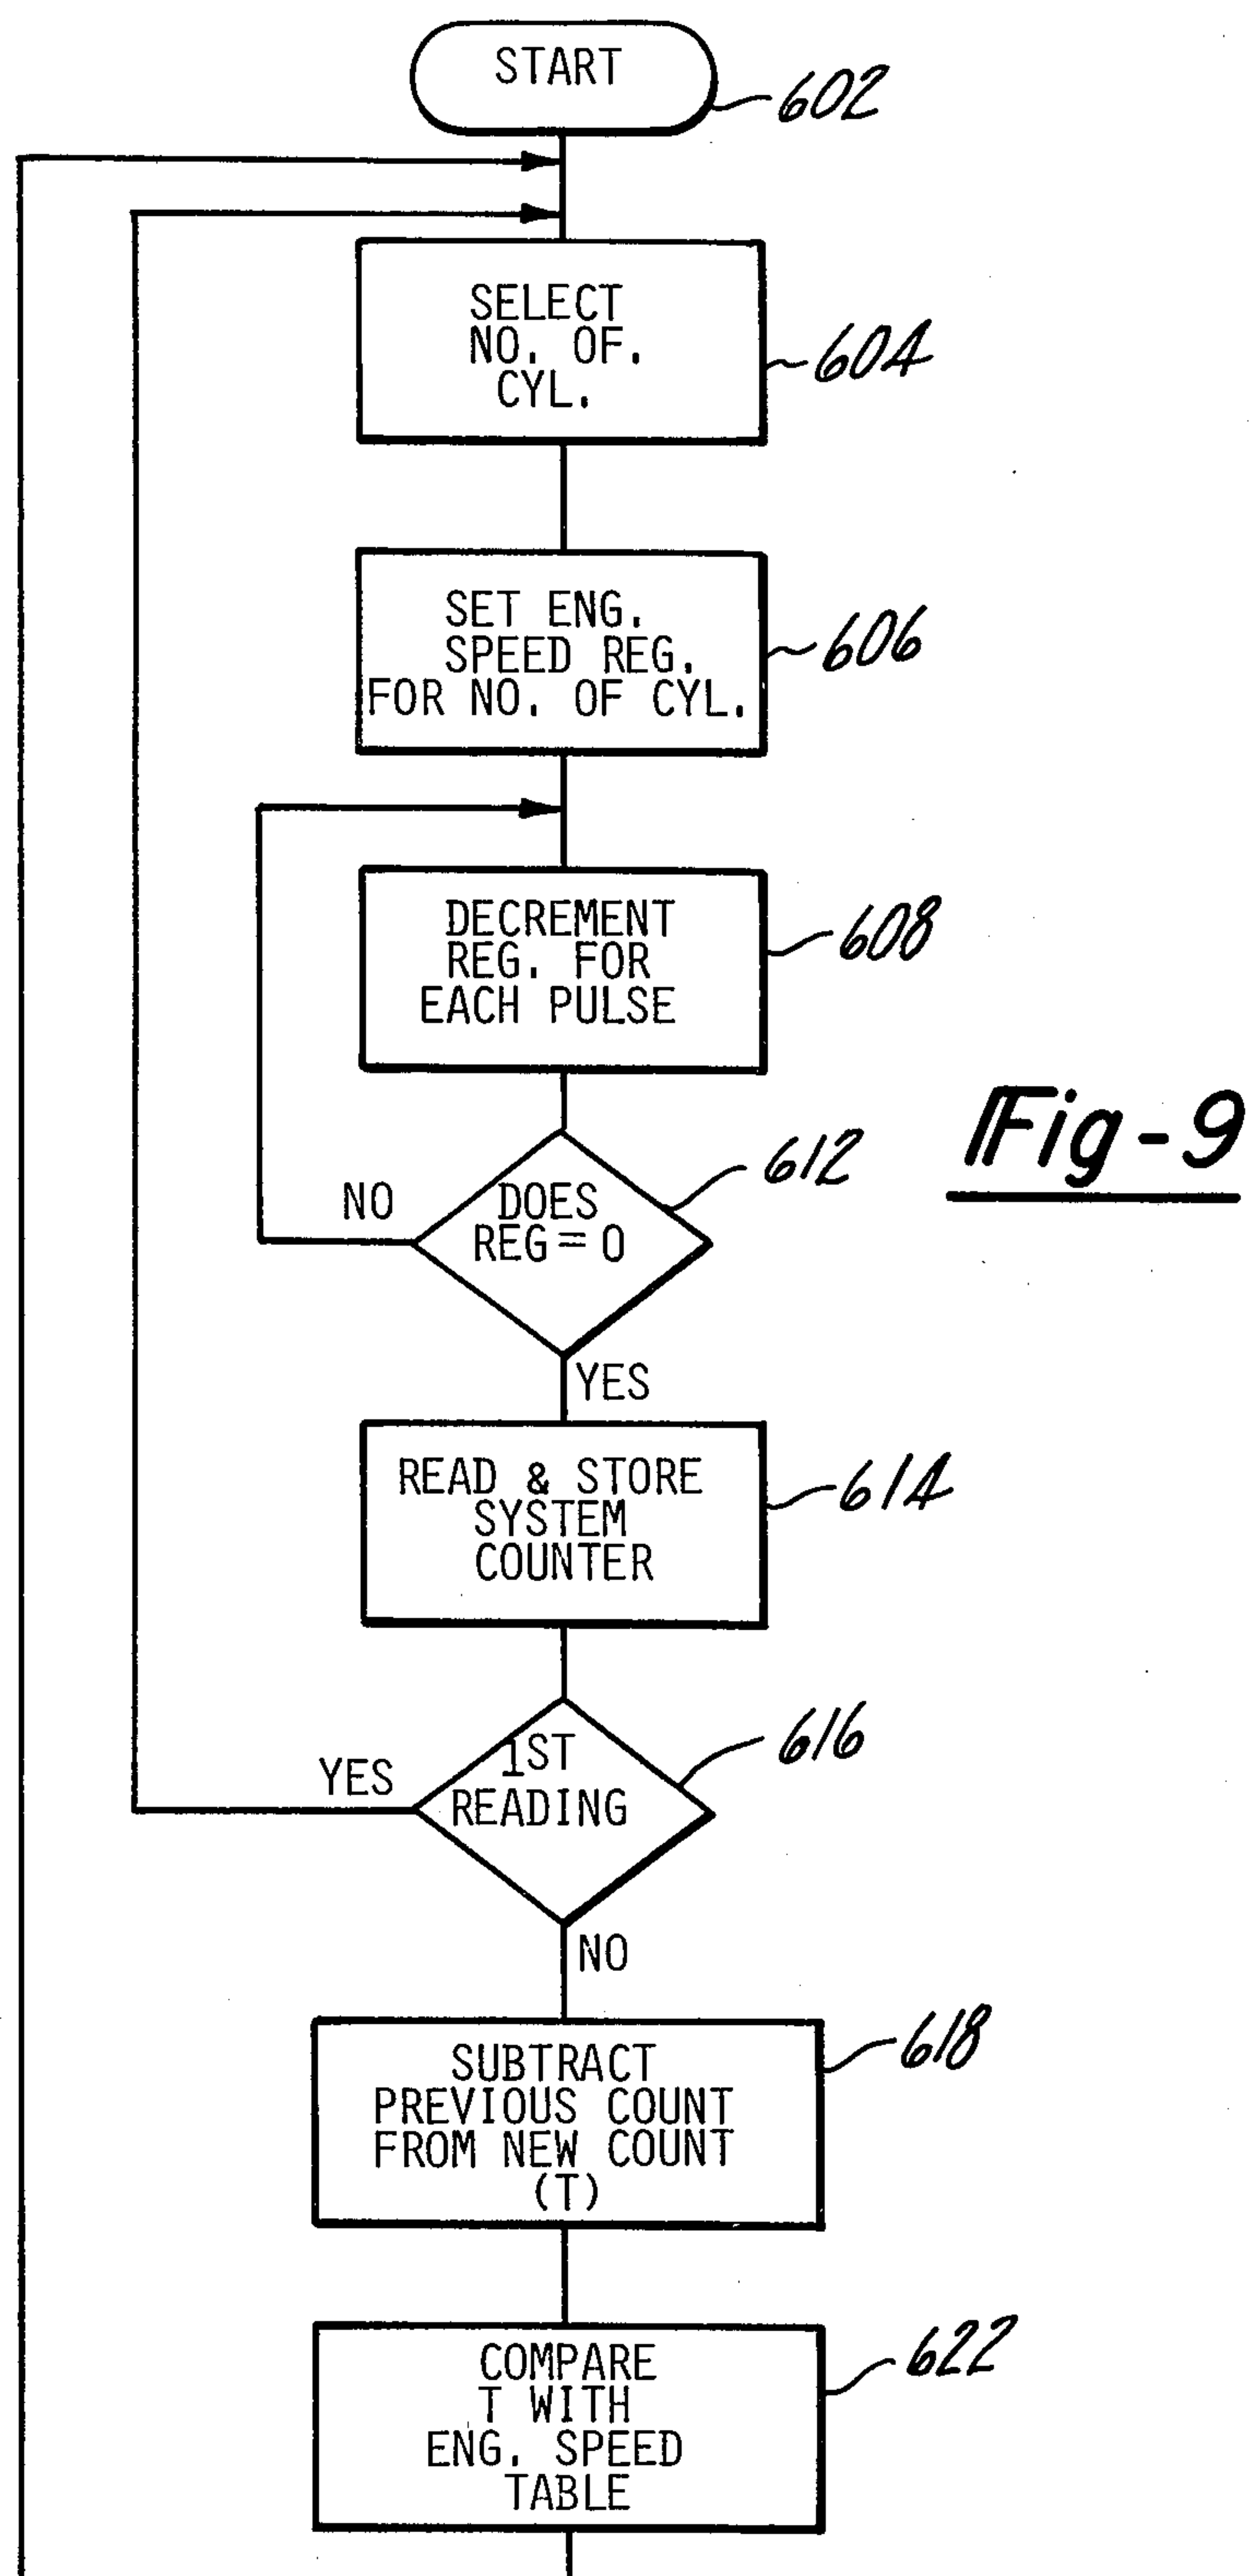 START
602
SELECT
NO. OF.
CYL.
604
SET ENG.
SPEED REG.
FOR NO. OF CYL.
606
DECREMENT
REG. FOR
EACH PULSE
608
Fig-9
612
NO
DOES
REG = 0
YES
READ & STORE
SYSTEM
COUNTER
614
616
YES
1ST
READING
NO
SUBTRACT
PREVIOUS COUNT
FROM NEW COUNT
(T)
618
COMPARE
T WITH
ENG. SPEED
TABLE
622